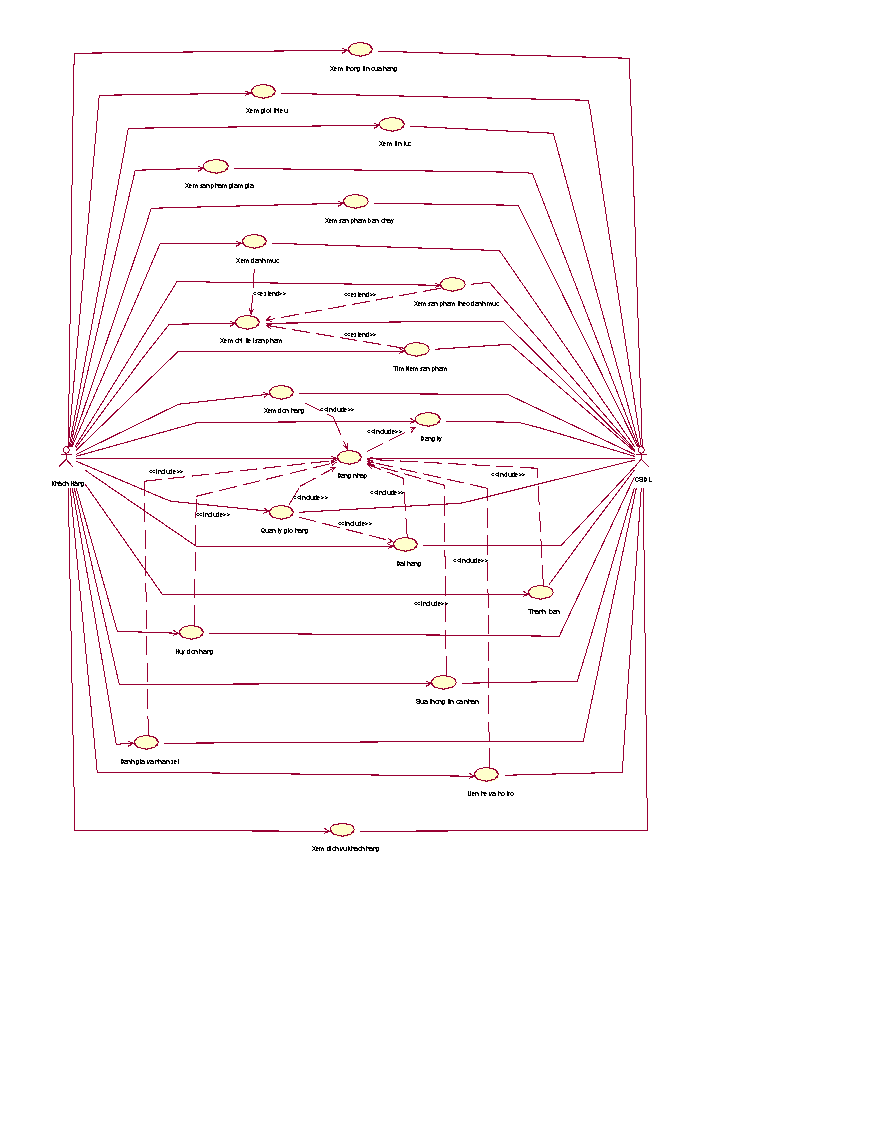 Xem thong tin cua hang
Xem gioi thieu
Xem tin tuc
Xem san pham giam gia
Xem san pham ban chay
Xem danh muc
<<extend>>
<<extend>>
Xem san pham theo danh muc
Xem chi tiet san pham
<<extend>>
Tim kiem san pham
Xem don hang
<<include>>
<<include>>
Dang ky
<<include>>
Dang nhap
<<include>>
Khach Hang
CSDL
<<include>>
<<include>>
<<include>>
<<include>>
Quan ly gio hang
<<include>>
Dat hang
<<include>>
Thanh toan
Huy don hang
Sua thong tin ca nhan
Danh gia va nhan xet
Lien he va ho tro
Xem dich vu khach hang